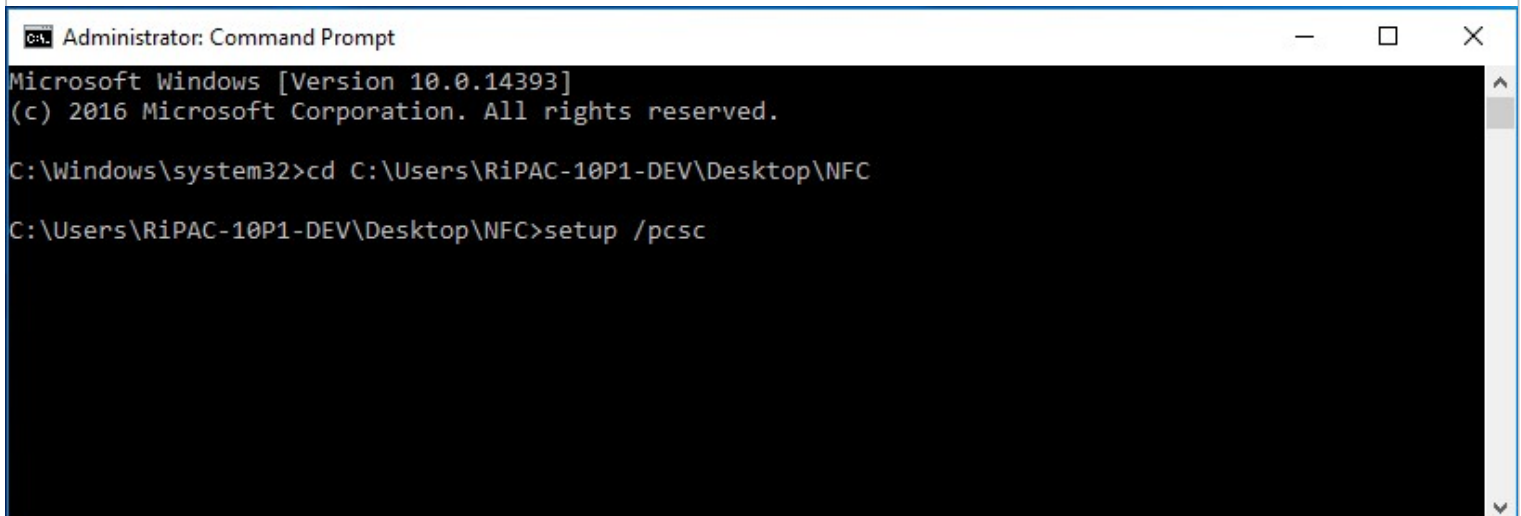 Administrator: Command Prompt
Microsoft Windows [Version 10.0.14393]
(c) 2016 Microsoft Corporation. All rights reserved.
C:\Windows\system32>cd C:\Users\RiPAC-10P1-DEV\Desktop\NFC
C:\Users\RiPAC-10P1-DEV\Desktop\NFC>setup /pcsc